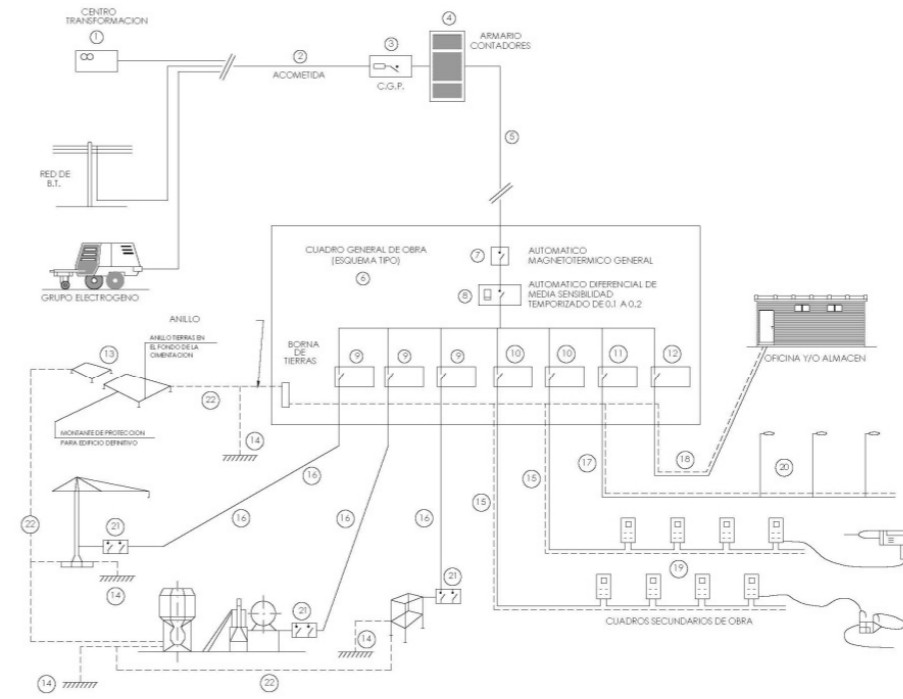 CENTRO
TRANSFORMACION
1
2
ACOMETIDA
3
C.G.P.
4
ARMARIO
CONTADORES
5
RED DE
B.T.
GRUPO ELECTROGENO
CUADRO GENERAL DE OBRA
(ESQUEMA TIPO)
6
7
AUTOMATICO
MAGNETOTERMICO GENERAL
8
AUTOMATICO DIFERENCIAL DE
MEDIA SENSIBILIDAD
TEMPORIZADO DE 0.1 A 0.2
ANILLO
ANILLO TIERRAS EN
EL FONDO DE LA
CIMENTACION
BORNA
DE
TIERRAS
9
9
9
10
10
11
12
OFICINA Y/O ALMACEN
13
22
MONTANTE DE PROTECCION
PARA EDIFICIO DEFINITIVO
14
16
15
15
17
18
20
22
21
16
16
16
14
19
21
21
14
CUADROS SECUNDARIOS DE OBRA
14
22